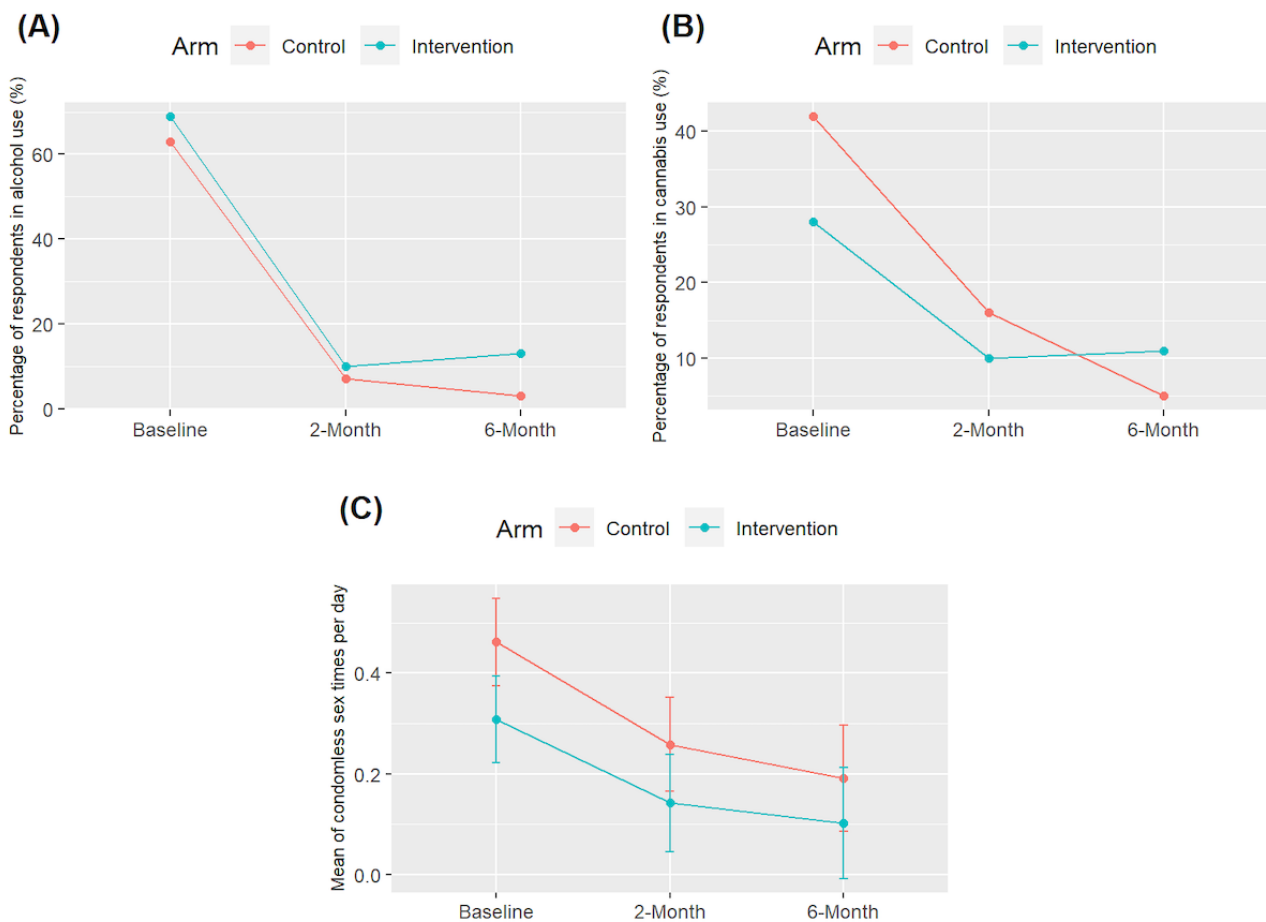 (A)
Arm Control Intervention
Percentage of respondents in alcohol use (%)
60
40
20
0
Baseline 2-Month 6-Month
(B)
Arm Control Intervention
Percentage of respondents in cannabis use (%)
40
30
20
10
Baseline 2-Month 6-Month
(C)
Arm Control Intervention
Mean of condomless sex times per day
0.4
0.2
0.0
Baseline 2-Month 6-Month